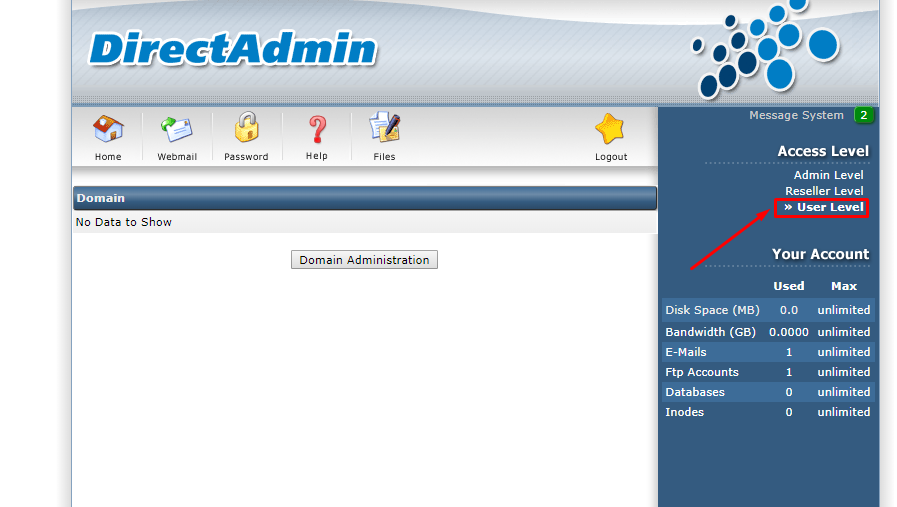 DirectAdmin
Home
Webmail
Password
Help
Files
Logout
Message System 2
Access Level
Admin Level
Reseller Level
» User Level
Domain
No Data to Show
Domain Administration
Your Account
Used Max
Disk Space (MB) 0.0 unlimited
Bandwidth (GB) 0.0000 unlimited
E-Mails 1 unlimited
Ftp Accounts 1 unlimited
Databases 0 unlimited
Inodes 0 unlimited